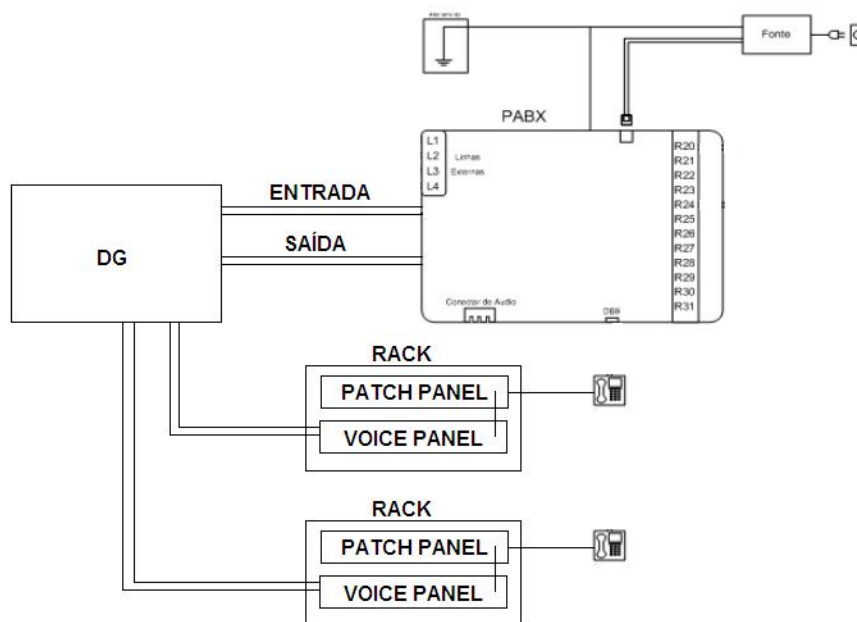 Aterramento
Fonte
PABX
L1
L2
L3
L4
Linhas
Externas
R20
R21
R22
R23
R24
R25
R26
R27
R28
R29
R30
R31
ENTRADA
SAÍDA
DG
Conector de Audio
DB9
RACK
PATCH PANEL
VOICE PANEL
RACK
PATCH PANEL
VOICE PANEL